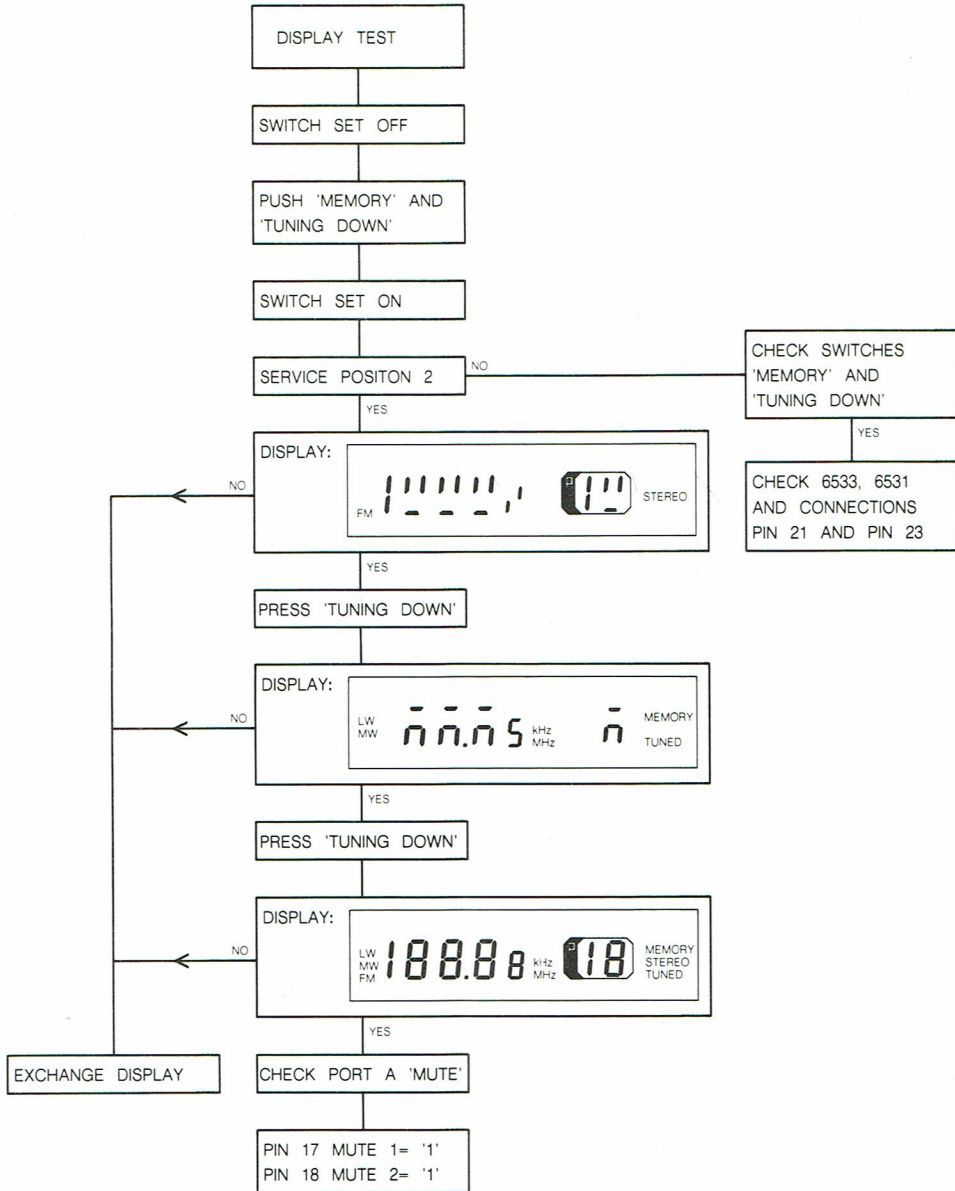 DISPLAY TEST
SWITCH SET OFF
PUSH 'MEMORY' AND
'TUNING DOWN'
SWITCH SET ON
SERVICE POSITON 2
NO
CHECK SWITCHES
'MEMORY' AND
'TUNING DOWN'
YES
YES
CHECK 6533, 6531
AND CONNECTIONS
PIN 21 AND PIN 23
DISPLAY:
FM
STEREO
NO
YES
PRESS 'TUNING DOWN'
DISPLAY:
LW
MW
kHz
MHz
MEMORY
TUNED
NO
YES
PRESS 'TUNING DOWN'
DISPLAY:
LW
MW
FM
188.88
kHz
MHz
18
MEMORY
STEREO
TUNED
NO
YES
EXCHANGE DISPLAY
CHECK PORT A 'MUTE'
PIN 17 MUTE 1= '1'
PIN 18 MUTE 2= '1'